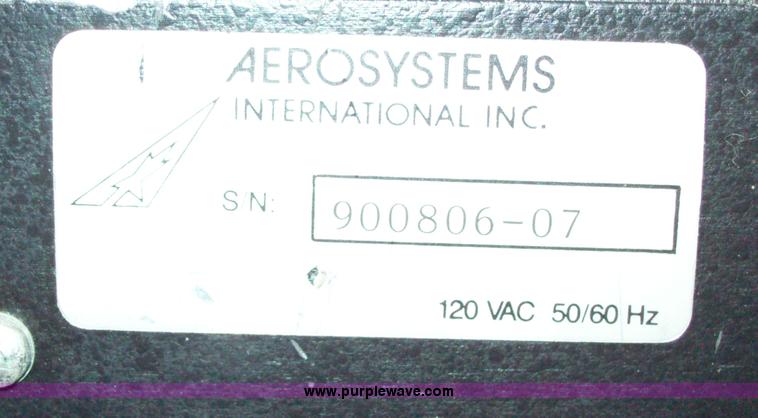 AEROSYSTEMS
INTERNATIONAL INC.
S/N: 900806-07
120 VAC 50/60 Hz
www.purplewave.com